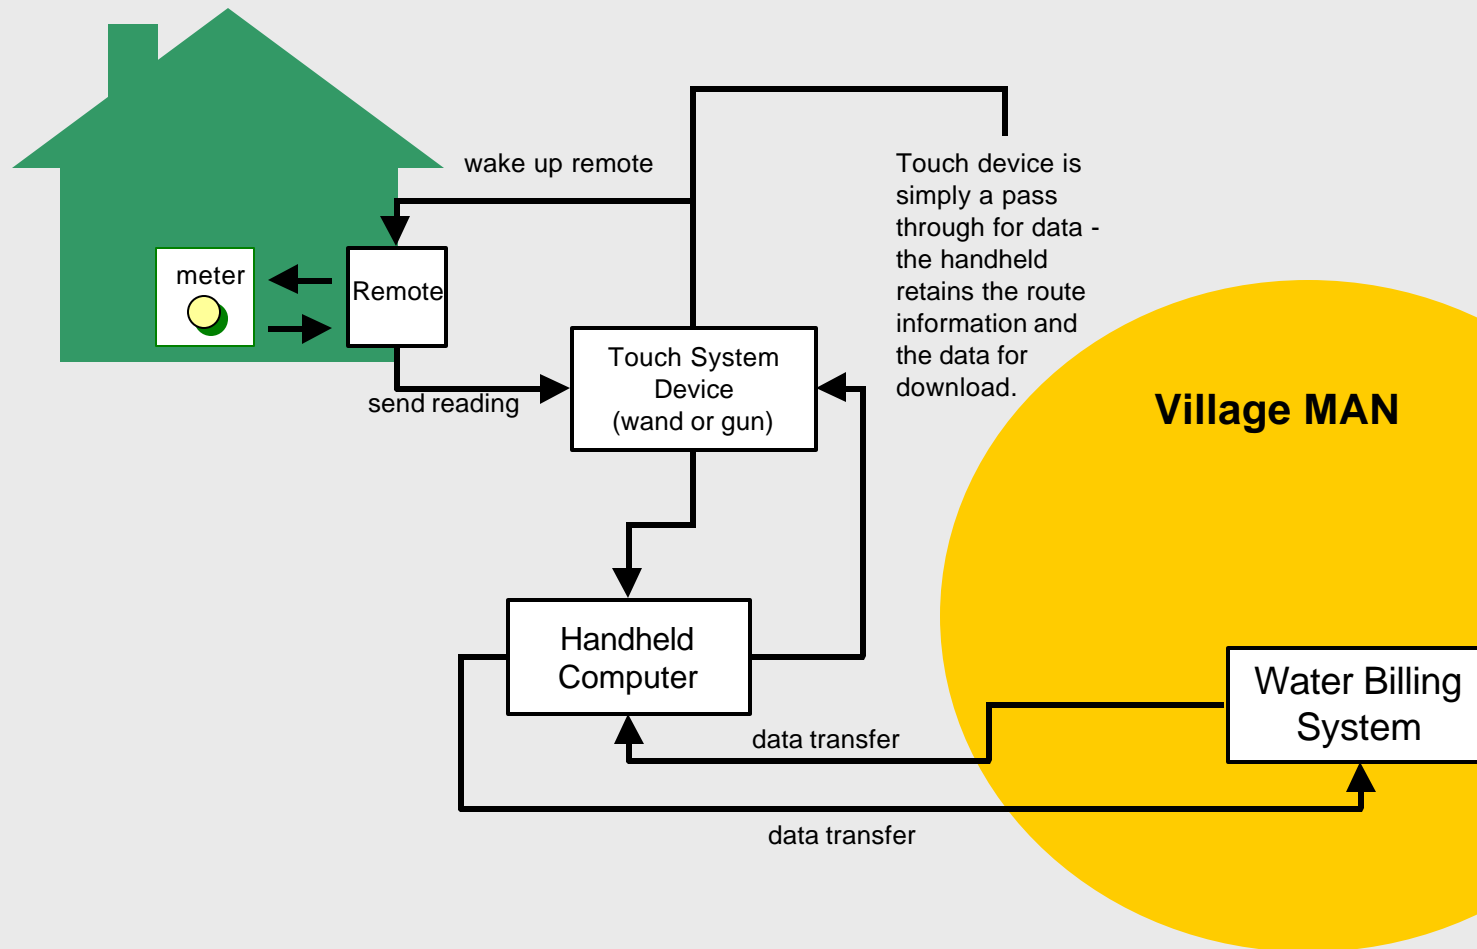 wake up remote
Touch device is
simply a pass
through for data -
the handheld
retains the route
information and
the data for
download.
meter
Remote
Touch System
Device
(wand or gun)
send reading
Village MAN
Handheld
Computer
Water Billing
System
data transfer
data transfer